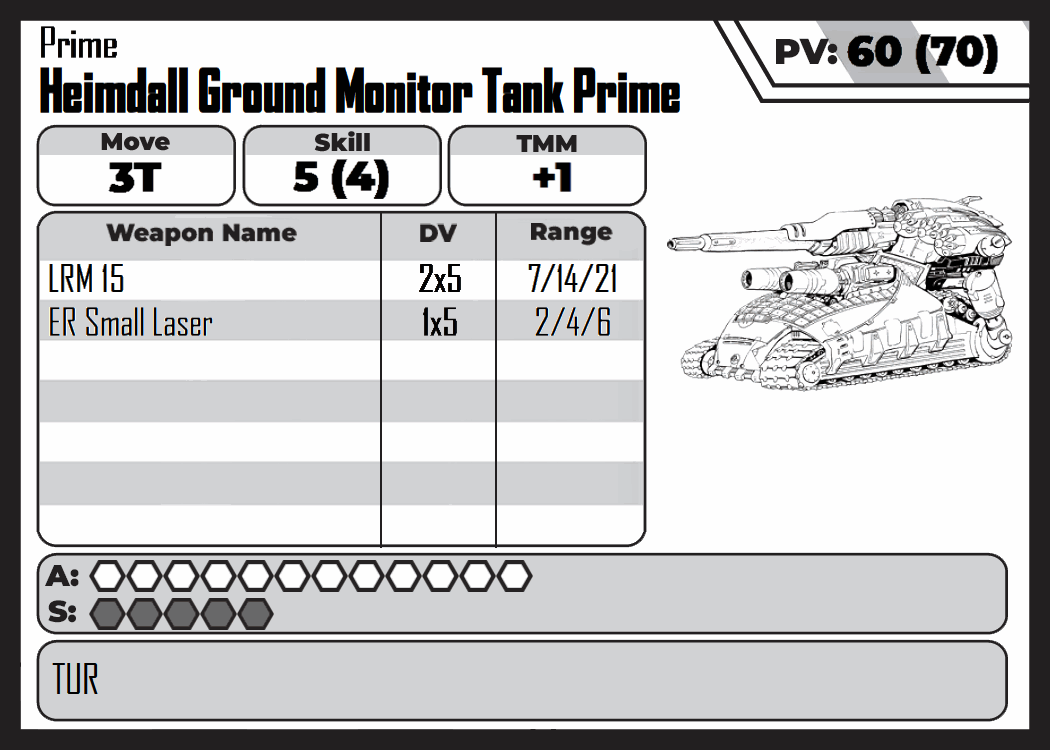 Prime
PV: 60 (70)
Heimdall Ground Monitor Tank Prime
Move Skill TMM
3T 5 (4) +1
Weapon Name DV Range
LRM 15 2x5 7/14/21
ER Small Laser 1x5 2/4/6
A:
S:
TUR